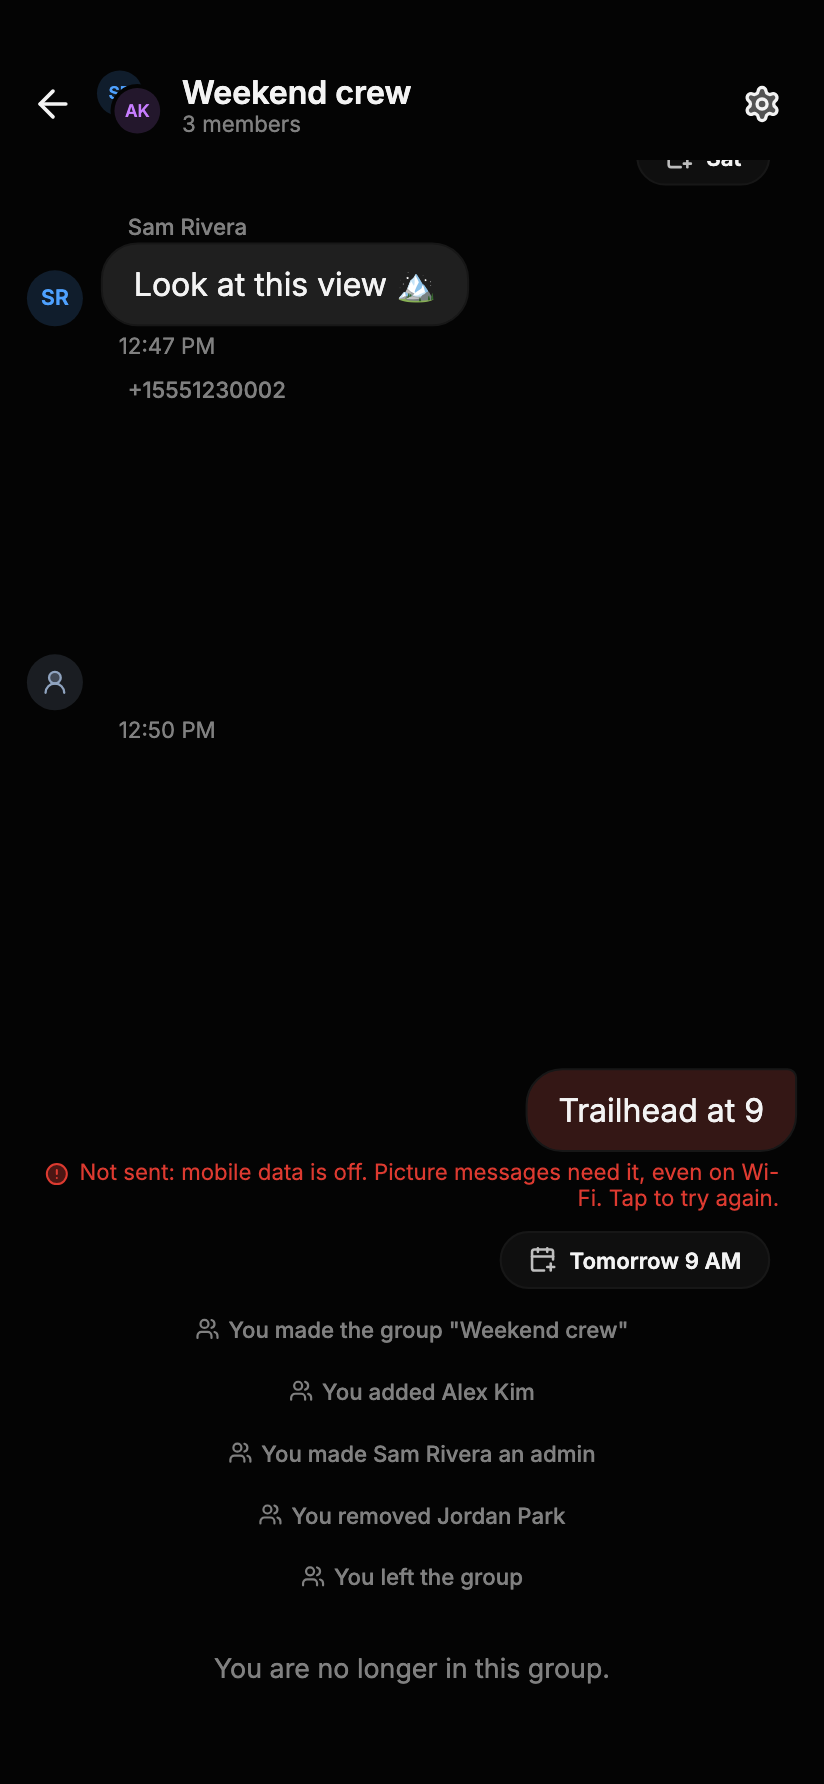 Weekend crew
AK
3 members
Sat
Sam Rivera
Look at this view
SR
12:47 PM
+15551230002
12:50 PM
Trailhead at 9
Not sent: mobile data is off. Picture messages need it, even on Wi-
Fi. Tap to try again.
Tomorrow 9 AM
You made the group "Weekend crew"
You added Alex Kim
You made Sam Rivera an admin
You removed Jordan Park
You left the group
You are no longer in this group.